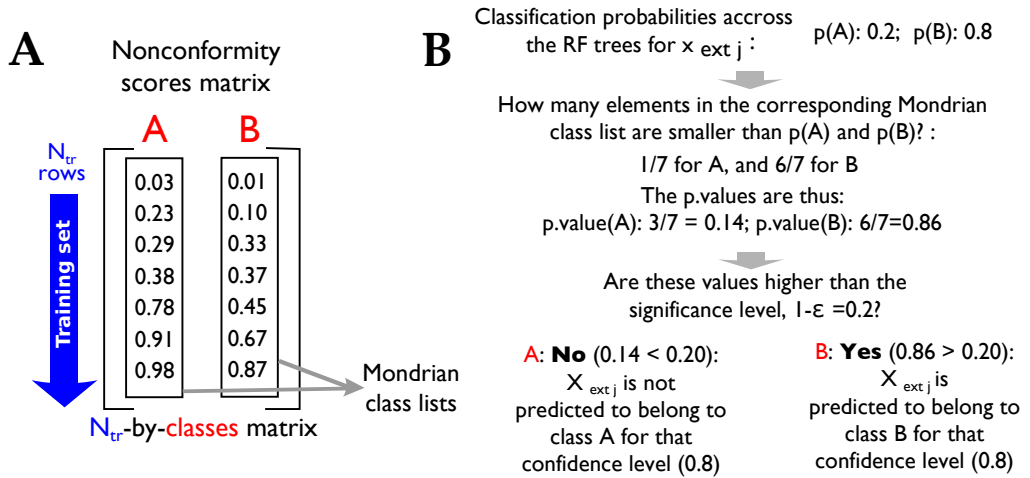 A
Nonconformity
scores matrix
A B
N_tr
rows
Training set
0.03 0.01
0.23 0.10
0.29 0.33
0.38 0.37
0.78 0.45
0.91 0.67
0.98 0.87
Mondrian
class lists
N_tr-by-classes matrix
B
Classification probabilities accross
the RF trees for x ext j :
p(A): 0.2; p(B): 0.8
How many elements in the corresponding Mondrian
class list are smaller than p(A) and p(B)? :
1/7 for A, and 6/7 for B
The p.values are thus:
p.value(A): 3/7 = 0.14; p.value(B): 6/7=0.86
Are these values higher than the
significance level, 1-ε =0.2?
A: No (0.14 < 0.20):
X ext j is not
predicted to belong to
class A for that
confidence level (0.8)
B: Yes (0.86 > 0.20):
X ext j is
predicted to belong to
class B for that
confidence level (0.8)